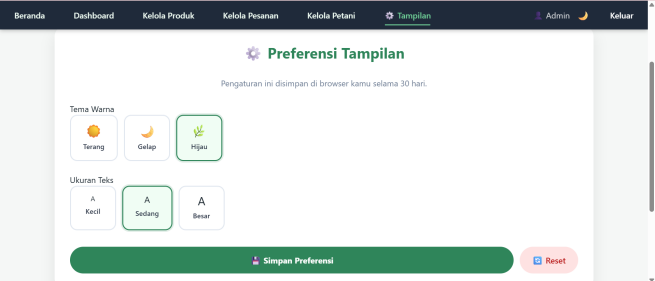 Beranda Dashboard Kelola Produk Kelola Pesanan Kelola Petani Tampilan Admin Keluar
Preferensi Tampilan
Pengaturan ini disimpan di browser kamu selama 30 hari.
Tema Warna
Terang Gelap Hijau
Ukuran Teks
A A A
Kecil Sedang Besar
Simpan Preferensi Reset